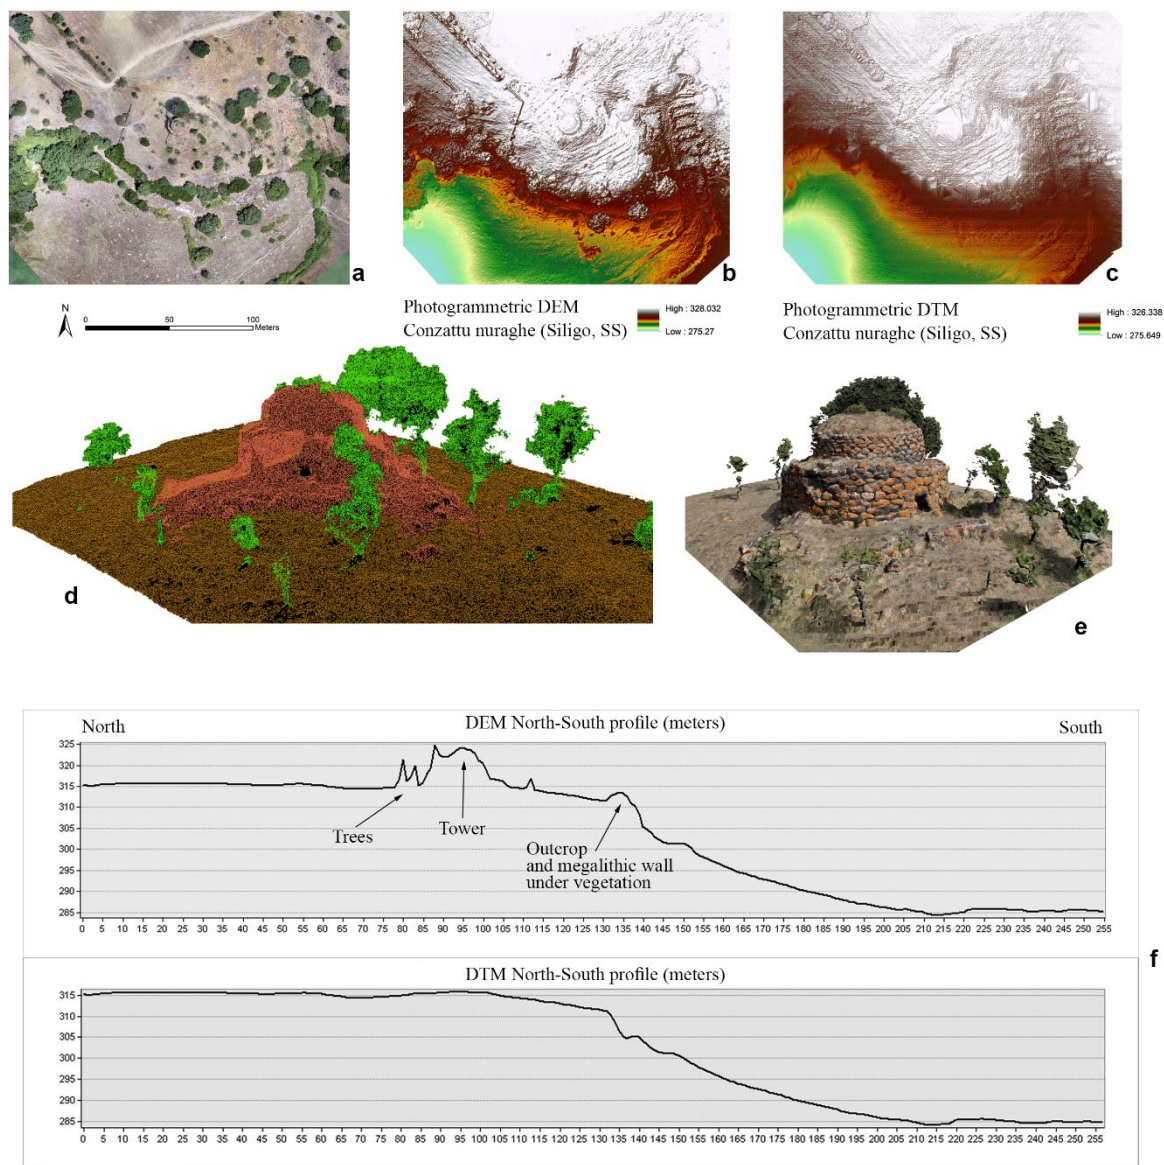 a
b
c
N
0 50 100
Meters
Photogrammetric DEM
Conzattu nuraghe (Siligo, SS)
High : 328.032
Low : 275.27
Photogrammetric DTM
Conzattu nuraghe (Siligo, SS)
High : 326.338
Low : 275.649
d
e
North
DEM North-South profile (meters)
South
325
315
310
305
300
295
290
285
Trees
Tower
Outcrop
and megalithic wall
under vegetation
0 5 10 15 20 25 30 35 40 45 50 55 60 65 70 75 80 85 90 95 100 105 110 115 120 125 130 135 140 145 150 155 160 165 170 175 180 185 190 195 200 205 210 215 220 225 230 235 240 245 250 255
f
DTM North-South profile (meters)
315
310
305
300
295
290
285
0 5 10 15 20 25 30 35 40 45 50 55 60 65 70 75 80 85 90 95 100 105 110 115 120 125 130 135 140 145 150 155 160 165 170 175 180 185 190 195 200 205 210 215 220 225 230 235 240 245 250 255